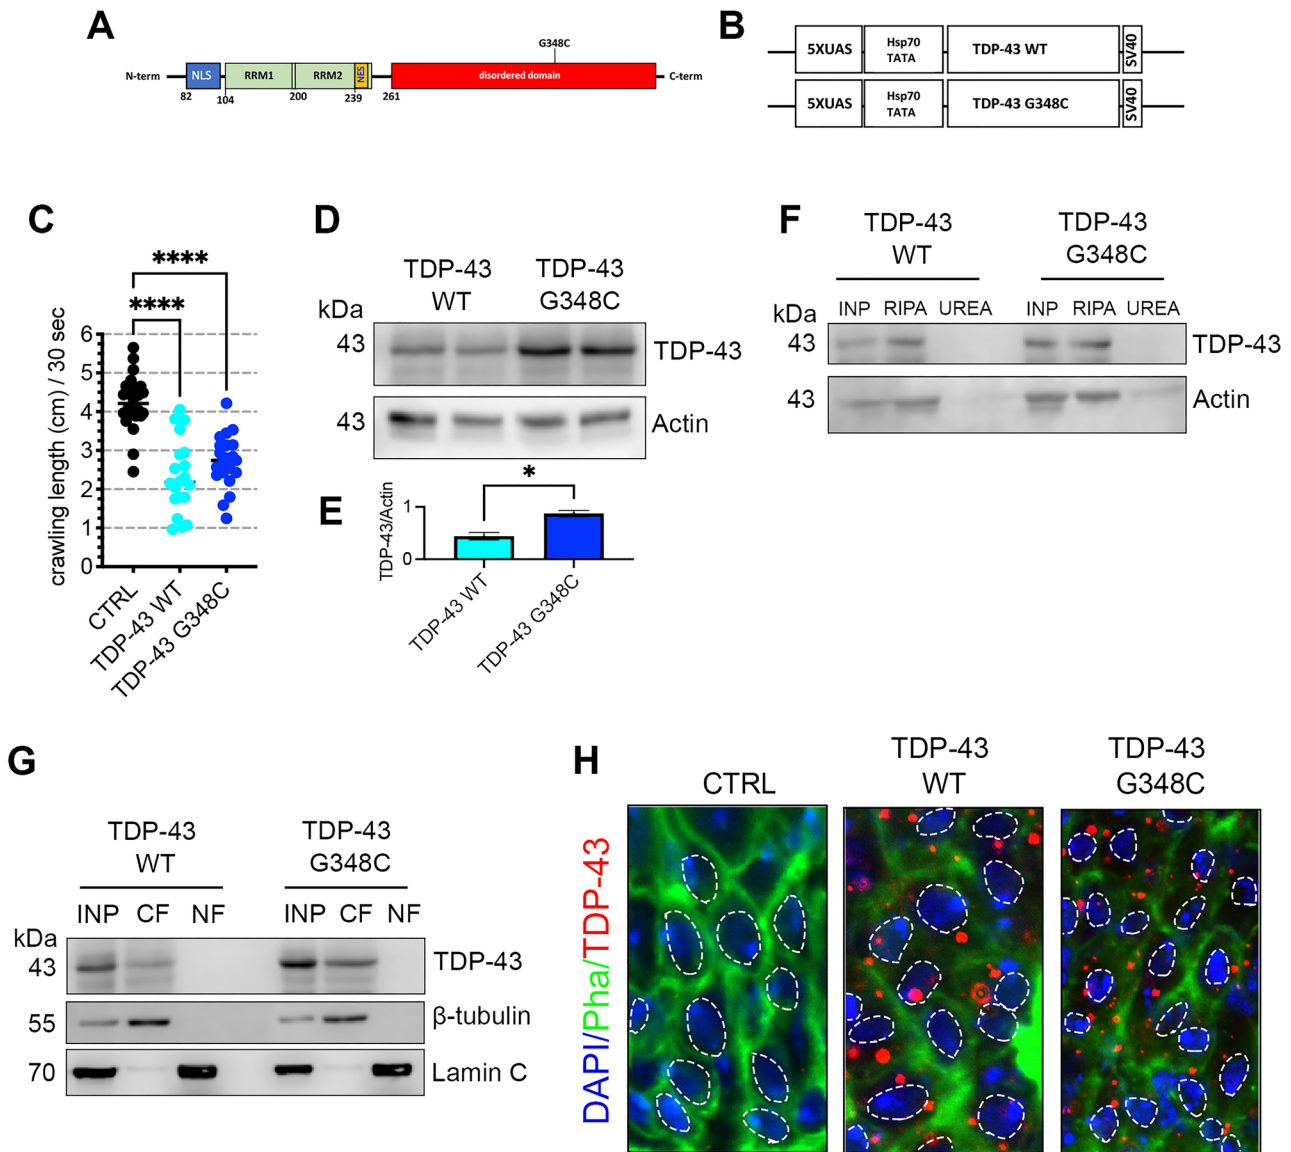 A
G348C
N-term
NLS
RRM1
RRM2
NES
disordered domain
C-term
82
104
200
239
261
B
5XUAS
Hsp70
TATA
TDP-43 WT
SV40
5XUAS
Hsp70
TATA
TDP-43 G348C
SV40
C
****
****
crawling length (cm) / 30 sec
6
5
4
3
2
1
0
CTRL
TDP-43 WT
TDP-43 G348C
D
TDP-43
WT
TDP-43
G348C
kDa
43
TDP-43
43
Actin
E
*
TDP-43/Actin
1
0
TDP-43 WT
TDP-43 G348C
F
TDP-43
WT
TDP-43
G348C
kDa
INP RIPA UREA
INP RIPA UREA
43
TDP-43
43
Actin
G
TDP-43
WT
TDP-43
G348C
INP CF NF
INP CF NF
kDa
43
TDP-43
55
β-tubulin
70
Lamin C
H
CTRL
TDP-43
WT
TDP-43
G348C
DAPI/Pha/TDP-43